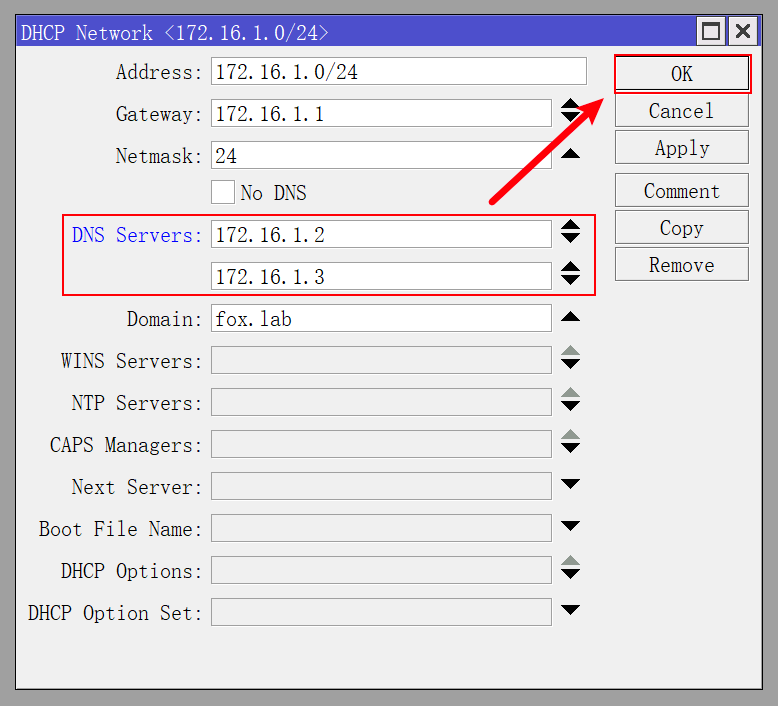 DHCP Network <172.16.1.0/24>
Address: 172.16.1.0/24
OK
Gateway: 172.16.1.1
Cancel
Netmask: 24
Apply
No DNS
Comment
DNS Servers: 172.16.1.2
Copy
172.16.1.3
Remove
Domain: fox.lab
WINS Servers:
NTP Servers:
CAPS Managers:
Next Server:
Boot File Name:
DHCP Options:
DHCP Option Set: